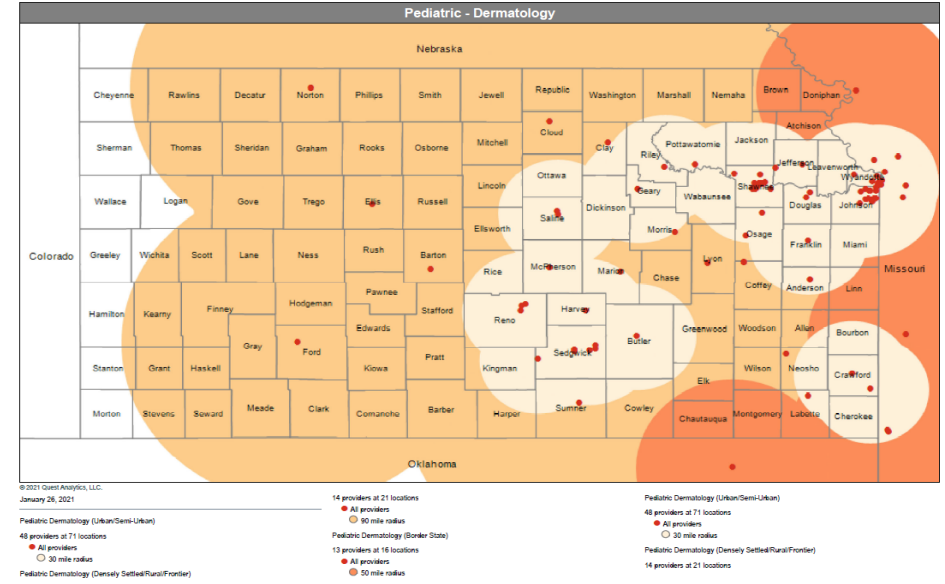 Pediatric - Dermatology
Nebraska
Cheyenne Rawlins Decatur Norton Phillips Smith Jewell Republic Washington Marshall Nemaha Brown Doniphan
Sherman Thomas Sheridan Graham Rooks Osborne Mitchell Cloud Clay Riley Pottawatomie Jackson Atchison
Jefferson Leavenworth Wyandotte
Wallace Logan Gove Trego Ellis Russell Lincoln Ottawa Saline Dickinson Geary Wabaunsee Shawnee Douglas Johnson
Colorado Greeley Wichita Scott Lane Ness Rush Barton Ellsworth Rice McPherson Marion Morris Chase Lyon Osage Franklin Miami
Missouri
Hamilton Kearny Finney Hodgeman Pawnee Stafford Reno Harvey Coffey Anderson Linn
Gray Ford Edwards Sedgwick Butler Greenwood Woodson Allen Bourbon
Stanton Grant Haskell Kiowa Pratt Kingman Elk Wilson Neosho Crawford
Morton Stevens Seward Meade Clark Comanche Barber Harper Sumner Cowley Chautauqua Montgomery Labette Cherokee
Oklahoma
© 2021 Quest Analytics, LLC.
January 26, 2021
Pediatric Dermatology (Urban/Semi-Urban)
48 providers at 71 locations
All providers
30 mile radius
Pediatric Dermatology (Densely Settled/Rural/Frontier)
14 providers at 21 locations
All providers
90 mile radius
Pediatric Dermatology (Border State)
13 providers at 16 locations
All providers
50 mile radius
Pediatric Dermatology (Urban/Semi-Urban)
48 providers at 71 locations
All providers
30 mile radius
Pediatric Dermatology (Densely Settled/Rural/Frontier)
14 providers at 21 locations